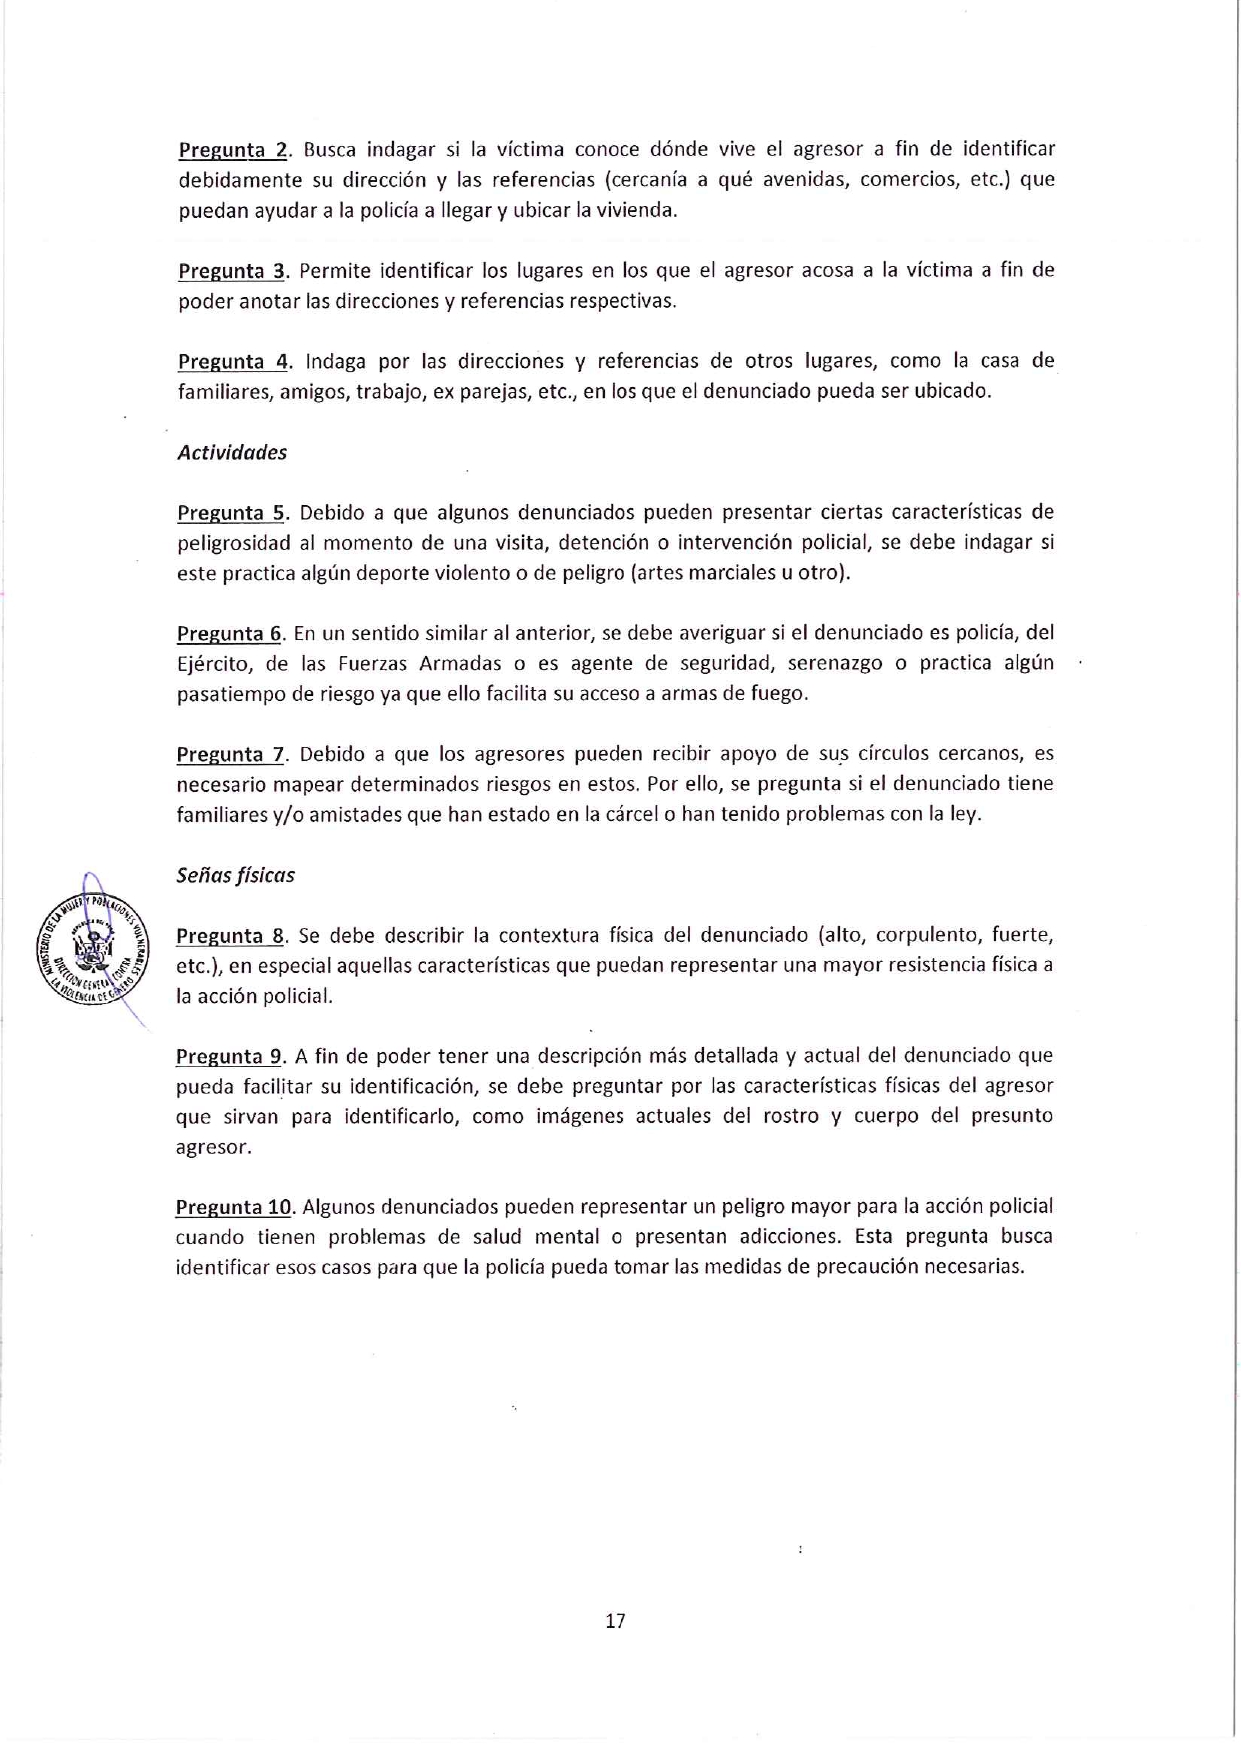 Pregunta 2. Busca indagar si la víctima conoce dónde vive el agresor a fin de identificar
debidamente su dirección y las referencias (cercanía a qué avenidas, comercios, etc.) que
puedan ayudar a la policía a llegar y ubicar la vivienda.
Pregunta 3. Permite identificar los lugares en los que el agresor acosa a la víctima a fin de
poder anotar las direcciones y referencias respectivas.
Pregunta 4. Indaga por las direcciones y referencias de otros lugares, como la casa de
familiares, amigos, trabajo, ex parejas, etc., en los que el denunciado pueda ser ubicado.
Actividades
Pregunta 5. Debido a que algunos denunciados pueden presentar ciertas características de
peligrosidad al momento de una visita, detención o intervención policial, se debe indagar si
este practica algún deporte violento o de peligro (artes marciales u otro).
Pregunta 6. En un sentido similar al anterior, se debe averiguar si el denunciado es policía, del
Ejército, de las Fuerzas Armadas o es agente de seguridad, serenazgo o practica algún
pasatiempo de riesgo ya que ello facilita su acceso a armas de fuego.
Pregunta 7. Debido a que los agresores pueden recibir apoyo de sus círculos cercanos, es
necesario mapear determinados riesgos en estos. Por ello, se pregunta si el denunciado tiene
familiares y/o amistades que han estado en la cárcel o han tenido problemas con la ley.
Señas físicas
MINISTERIO DE LA MUJER Y POBLACIONES VULNERABLES
DIRECCIÓN GENERAL CONTRA
LA VIOLENCIA DE GÉNERO
Pregunta 8. Se debe describir la contextura física del denunciado (alto, corpulento, fuerte,
etc.), en especial aquellas características que puedan representar una mayor resistencia física a
la acción policial.
Pregunta 9. A fin de poder tener una descripción más detallada y actual del denunciado que
pueda facilitar su identificación, se debe preguntar por las características físicas del agresor
que sirvan para identificarlo, como imágenes actuales del rostro y cuerpo del presunto
agresor.
Pregunta 10. Algunos denunciados pueden representar un peligro mayor para la acción policial
cuando tienen problemas de salud mental o presentan adicciones. Esta pregunta busca
identificar esos casos para que la policía pueda tomar las medidas de precaución necesarias.
17